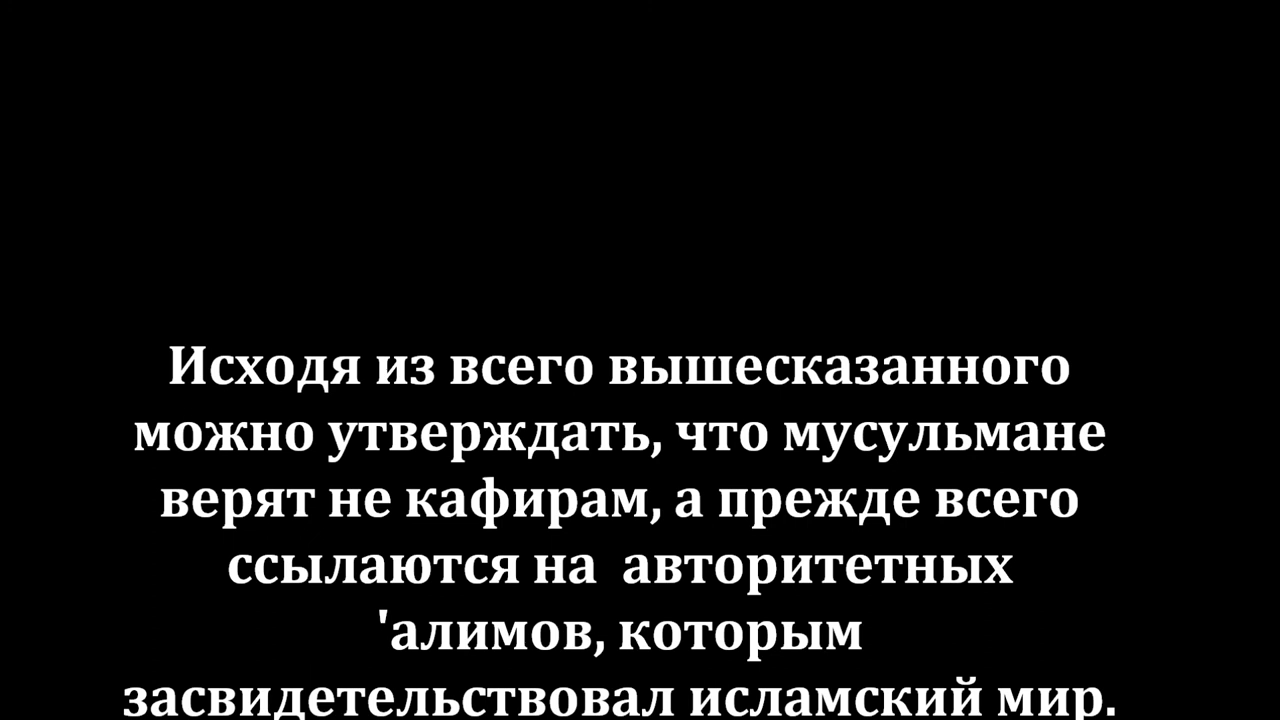 Исходя из всего вышесказанного
можно утверждать, что мусульмане
верят не кафирам, а прежде всего
ссылаются на  авторитетных
'алимов, которым
засвидетельствовал исламский мир.